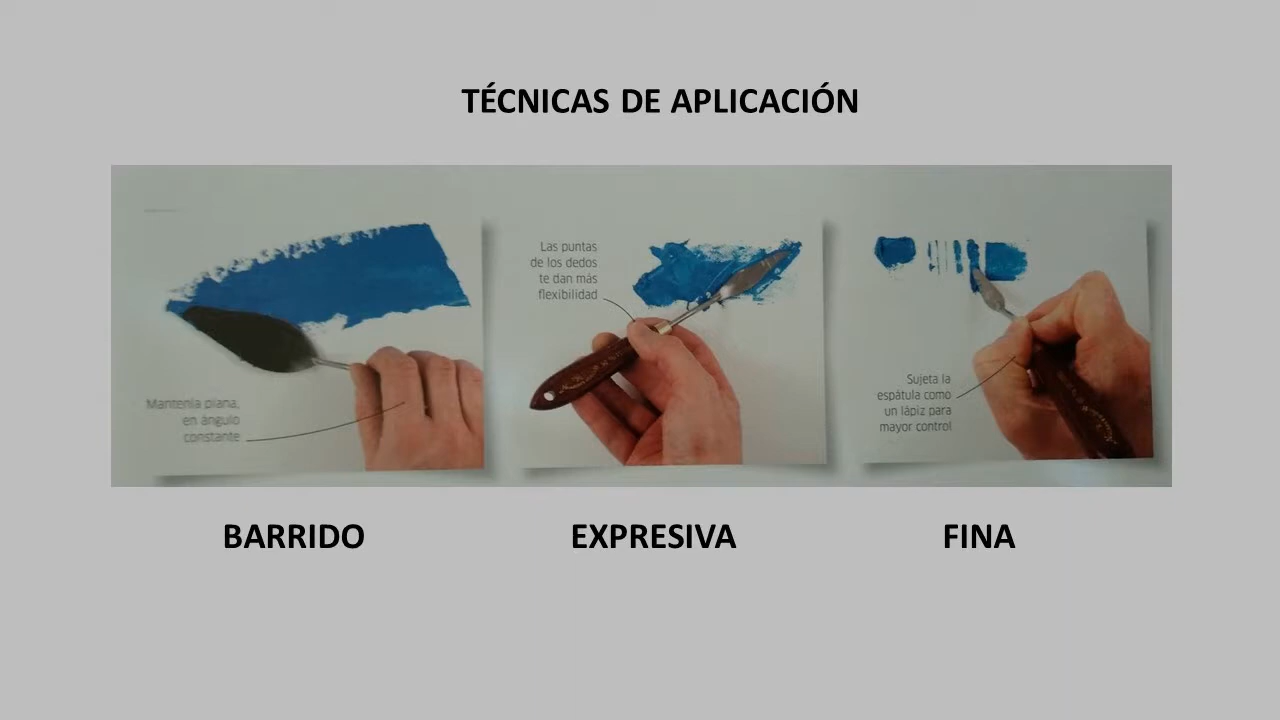 TÉCNICAS DE APLICACIÓN
Mantenla plana,
en ángulo
constante
Las puntas
de los dedos
te dan más
flexibilidad
Sujeta la
espátula como
un lápiz para
mayor control
BARRIDO
EXPRESIVA
FINA